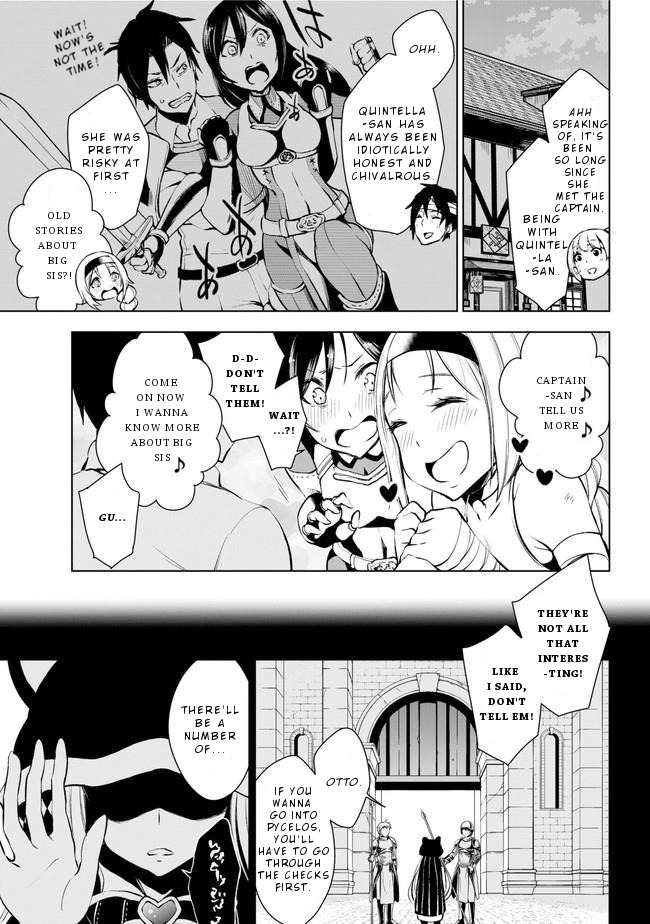 AHH
SPEAKING
OF, IT'S
BEEN
SO LONG
SINCE
SHE
MET THE
CAPTAIN.
BEING
WITH
QUINTEL
-LA
-SAN.
OHH.
QUINTELLA
-SAN HAS
ALWAYS BEEN
IDIOTICALLY
HONEST AND
CHIVALROUS.
WAIT!
NOW'S
NOT THE
TIME!
SHE WAS
PRETTY
RISKY AT
FIRST
...
OLD
STORIES
ABOUT
BIG
SIS?!
CAPTAIN
-SAN
TELL US
MORE♪
D-D-
DON'T
TELL
THEM!
WAIT
...?!
COME
ON NOW
I WANNA
KNOW MORE
ABOUT BIG
SIS♪
GU...
THEY'RE
NOT ALL
THAT
INTERES
-TING!
LIKE
I SAID,
DON'T
TELL EM!
OTTO.
IF YOU
WANNA
GO INTO
PYCELOS,
YOU'LL
HAVE TO GO
THROUGH
THE CHECKS
FIRST.
THERE'LL
BE A
NUMBER
OF...